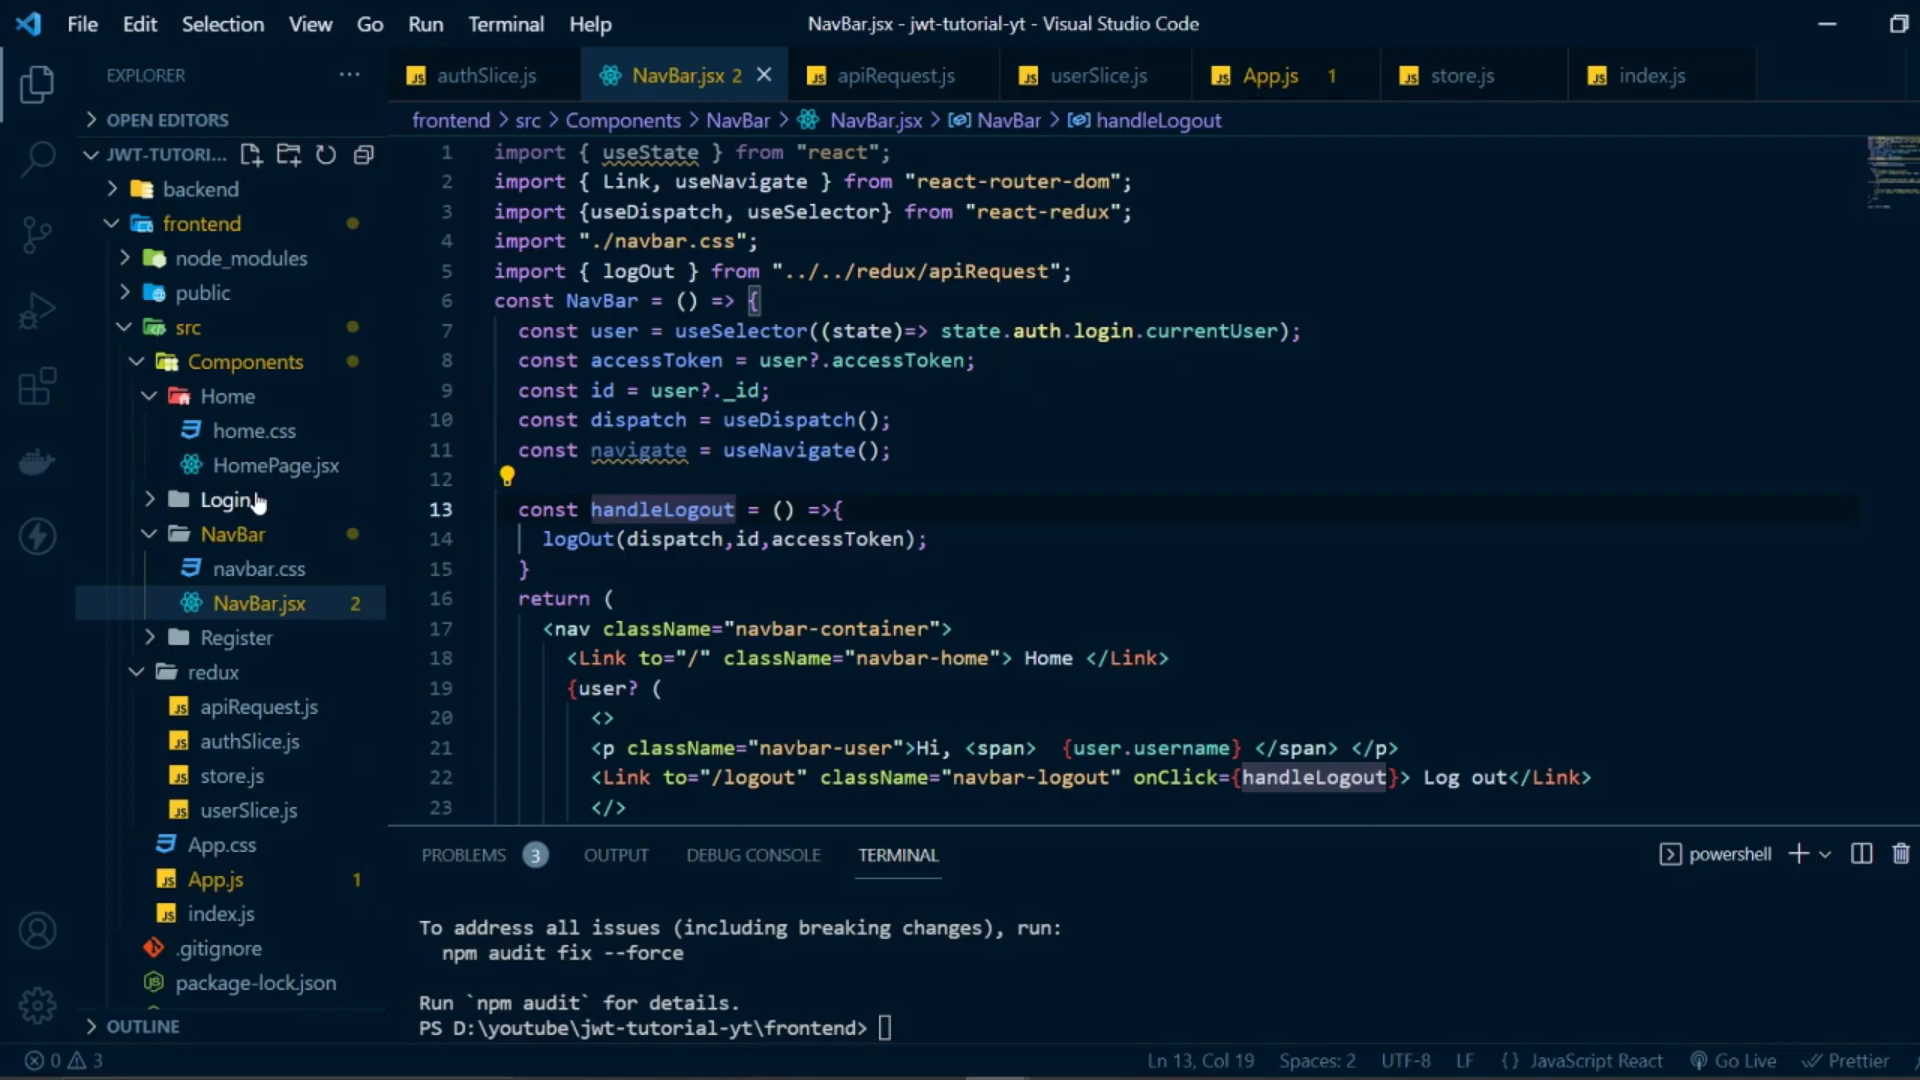 File Edit Selection View Go Run Terminal Help
NavBar.jsx - jwt-tutorial-yt - Visual Studio Code
EXPLORER
OPEN EDITORS
JWT-TUTORI...
backend
frontend
node_modules
public
src
Components
Home
home.css
HomePage.jsx
Login
NavBar
navbar.css
NavBar.jsx 2
Register
redux
apiRequest.js
authSlice.js
store.js
userSlice.js
App.css
App.js 1
index.js
.gitignore
package-lock.json
OUTLINE
authSlice.js NavBar.jsx 2 apiRequest.js userSlice.js App.js 1 store.js index.js
frontend > src > Components > NavBar > NavBar.jsx > NavBar > handleLogout
1 import { useState } from "react";
2 import { Link, useNavigate } from "react-router-dom";
3 import {useDispatch, useSelector} from "react-redux";
4 import "./navbar.css";
5 import { logOut } from "../../redux/apiRequest";
6 const NavBar = () => {
7 const user = useSelector((state)=> state.auth.login.currentUser);
8 const accessToken = user?.accessToken;
9 const id = user?._id;
10 const dispatch = useDispatch();
11 const navigate = useNavigate();
12
13 const handleLogout = () =>{
14 logOut(dispatch,id,accessToken);
15 }
16 return (
17 <nav className="navbar-container">
18 <Link to="/" className="navbar-home"> Home </Link>
19 {user? (
20 <>
21 <p className="navbar-user">Hi, <span>  {user.username} </span> </p>
22 <Link to="/logout" className="navbar-logout" onClick={handleLogout}> Log out</Link>
23 </>
PROBLEMS 3 OUTPUT DEBUG CONSOLE TERMINAL
powershell
To address all issues (including breaking changes), run:
npm audit fix --force
Run `npm audit` for details.
PS D:\youtube\jwt-tutorial-yt\frontend>
0 3
Ln 13, Col 19 Spaces: 2 UTF-8 LF {} JavaScript React Go Live Prettier